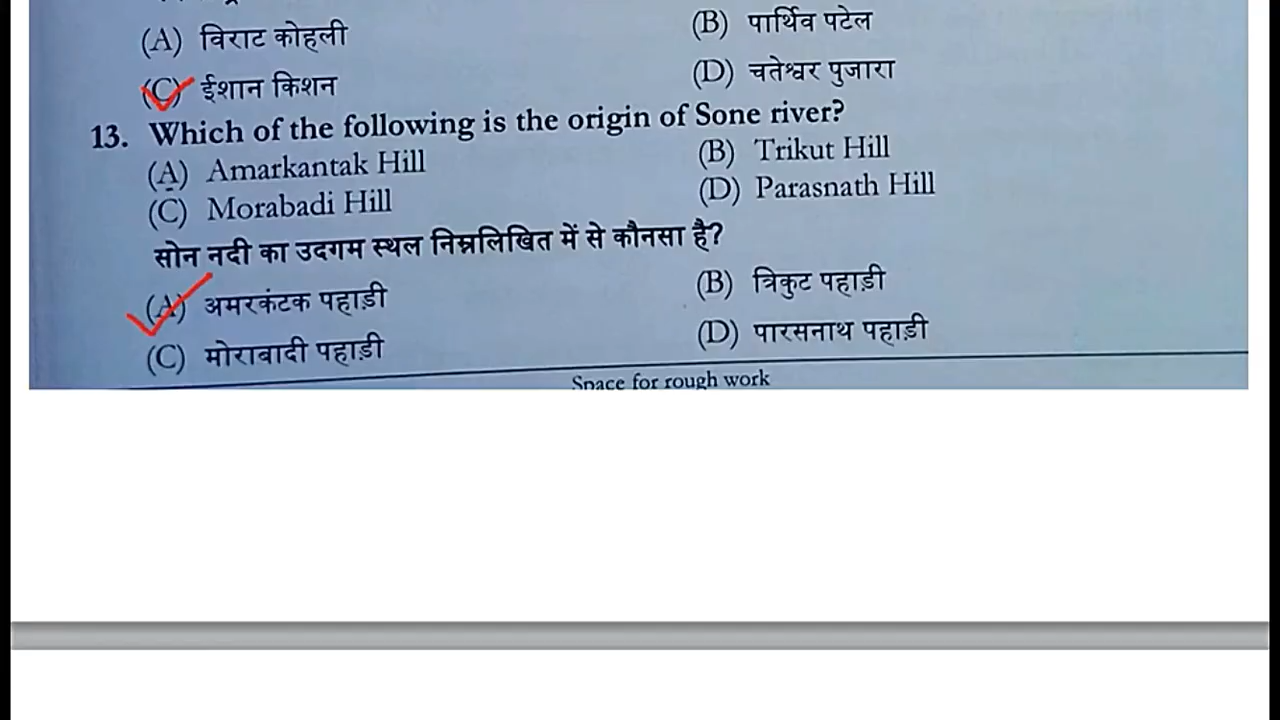 (A) विराट कोहली (B) पार्थिव पटेल
(C) ईशान किशन (D) चतेश्वर पुजारा
13. Which of the following is the origin of Sone river?
(A) Amarkantak Hill (B) Trikut Hill
(C) Morabadi Hill (D) Parasnath Hill
सोन नदी का उदगम स्थल निम्नलिखित में से कौनसा है?
(A) अमरकंटक पहाड़ी (B) त्रिकुट पहाड़ी
(C) मोराबादी पहाड़ी (D) पारसनाथ पहाड़ी
Space for rough work